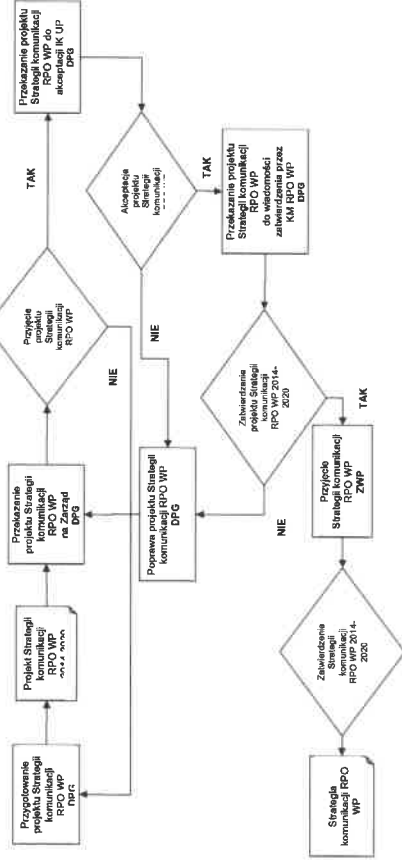 Przygotowanie
projektu Strategii
komunikacji
RPO WP
DPG
Projekt Strategii
komunikacji
RPO WP
2014-2020
Przekazanie
projektu Strategii
komunikacji
RPO WP
na Zarząd
DPG
Przyjęcie
projektu
Strategii
komunikacji
RPO WP
TAK
NIE
Przekazanie projektu
Strategii komunikacji
RPO WP do
akceptacji IK UP
DPG
Akceptacja
projektu
Strategii
komunikacji
TAK
NIE
Poprawa projektu Strategii
komunikacji RPO WP
DPG
Przekazanie projektu
Strategii komunikacji
RPO WP
do wiadomości
zatwierdzenia przez
KM RPO WP
DPG
Zatwierdzenie
projektu Strategii
komunikacji
RPO WP 2014-
2020
NIE
TAK
Przyjęcie
Strategii komunikacji
RPO WP
ZWP
Zatwierdzenie
Strategii
komunikacji
RPO WP 2014-
2020
Strategia
komunikacji RPO
WP